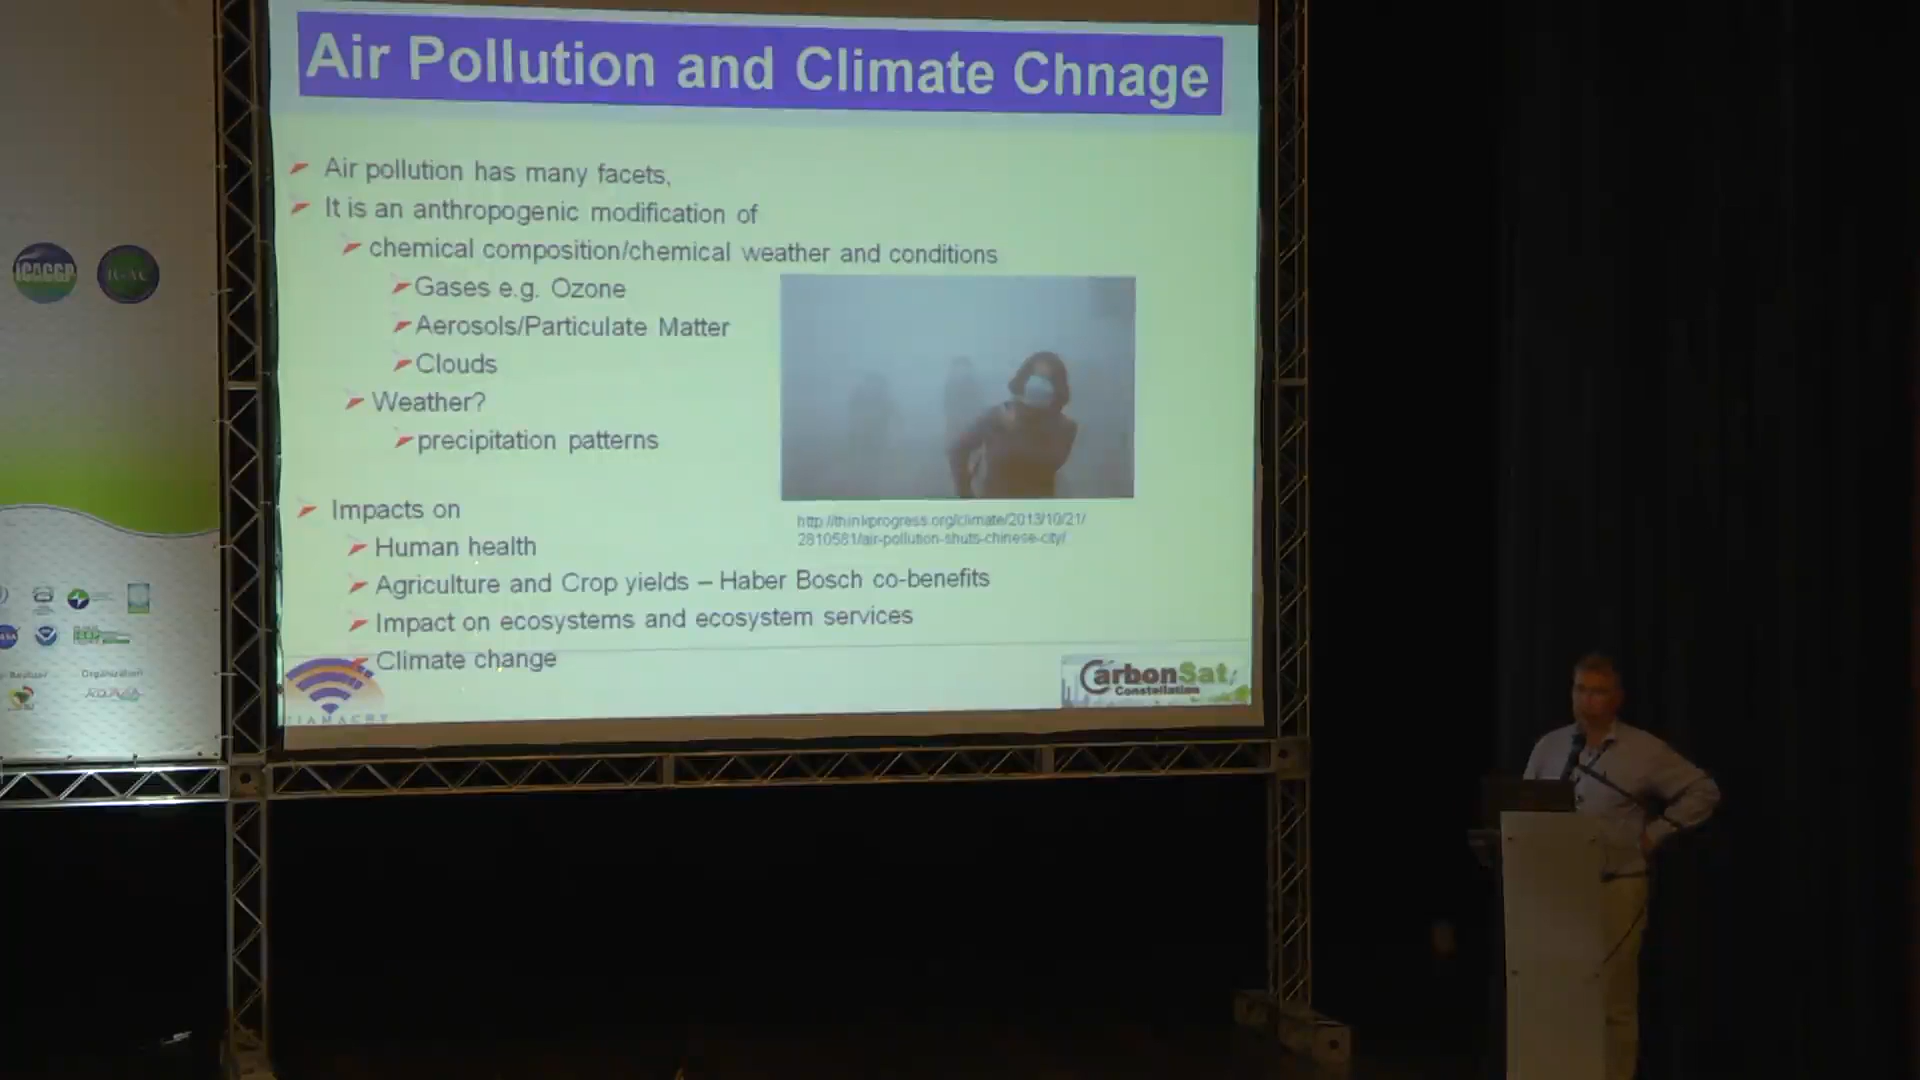 Air Pollution and Climate Chnage
Air pollution has many facets,
It is an anthropogenic modification of
chemical composition/chemical weather and conditions
Gases e.g. Ozone
Aerosols/Particulate Matter
Clouds
Weather?
precipitation patterns
http://thinkprogress.org/climate/2013/10/21/
2810581/air-pollution-shuts-chinese-city/
Impacts on
Human health
Agriculture and Crop yields – Haber Bosch co-benefits
Impact on ecosystems and ecosystem services
Climate change
CarbonSat
Constellation
iCACGP
IGAC
Organization